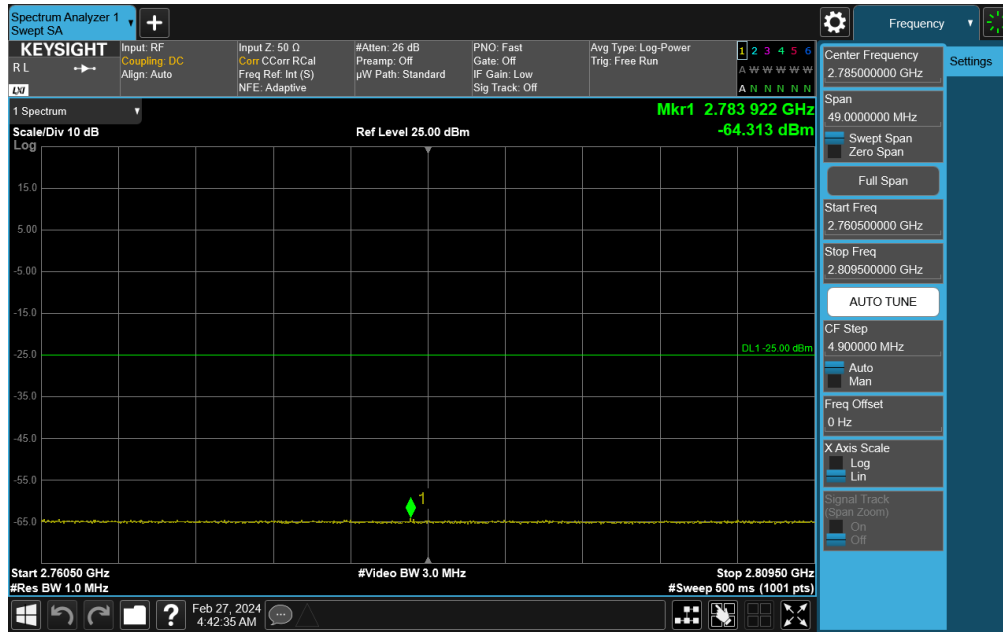 Spectrum Analyzer 1
Swept SA
+
Frequency
KEYSIGHT
R L
LXI
Input: RF
Coupling: DC
Align: Auto
Input Z: 50 Ω
Corr CCorr RCal
Freq Ref: Int (S)
NFE: Adaptive
#Atten: 26 dB
Preamp: Off
µW Path: Standard
PNO: Fast
Gate: Off
IF Gain: Low
Sig Track: Off
Avg Type: Log-Power
Trig: Free Run
1 2 3 4 5 6
A W W W W W
A N N N N N
1 Spectrum
Mkr1 2.783 922 GHz
Scale/Div 10 dB
Ref Level 25.00 dBm
-64.313 dBm
Log
15.0
5.00
-5.00
-15.0
-25.0
DL1 -25.00 dBm
-35.0
-45.0
-55.0
1
-65.0
Start 2.76050 GHz
#Video BW 3.0 MHz
Stop 2.80950 GHz
#Res BW 1.0 MHz
#Sweep 500 ms (1001 pts)
Center Frequency
2.785000000 GHz
Settings
Span
49.0000000 MHz
Swept Span
Zero Span
Full Span
Start Freq
2.760500000 GHz
Stop Freq
2.809500000 GHz
AUTO TUNE
CF Step
4.900000 MHz
Auto
Man
Freq Offset
0 Hz
X Axis Scale
Log
Lin
Signal Track
(Span Zoom)
On
Off
?
Feb 27, 2024
4:42:35 AM